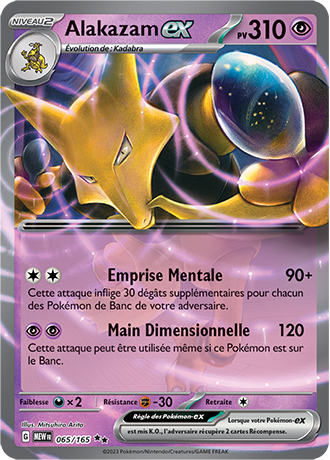 NIVEAU 2 Alakazam ex PV 310
Évolution de : Kadabra
Emprise Mentale 90+
Cette attaque inflige 30 dégâts supplémentaires pour chacun
des Pokémon de Banc de votre adversaire.
Main Dimensionnelle 120
Cette attaque peut être utilisée même si ce Pokémon est sur
le Banc.
Faiblesse ×2 Résistance -30 Retraite
Illus. Mitsuhiro Arita
Règle des Pokémon-ex Lorsque votre Pokémon-ex
est mis K.O., l'adversaire récupère 2 cartes Récompense.
G MEW FR 065/165
©2023 Pokémon/Nintendo/Creatures/GAME FREAK